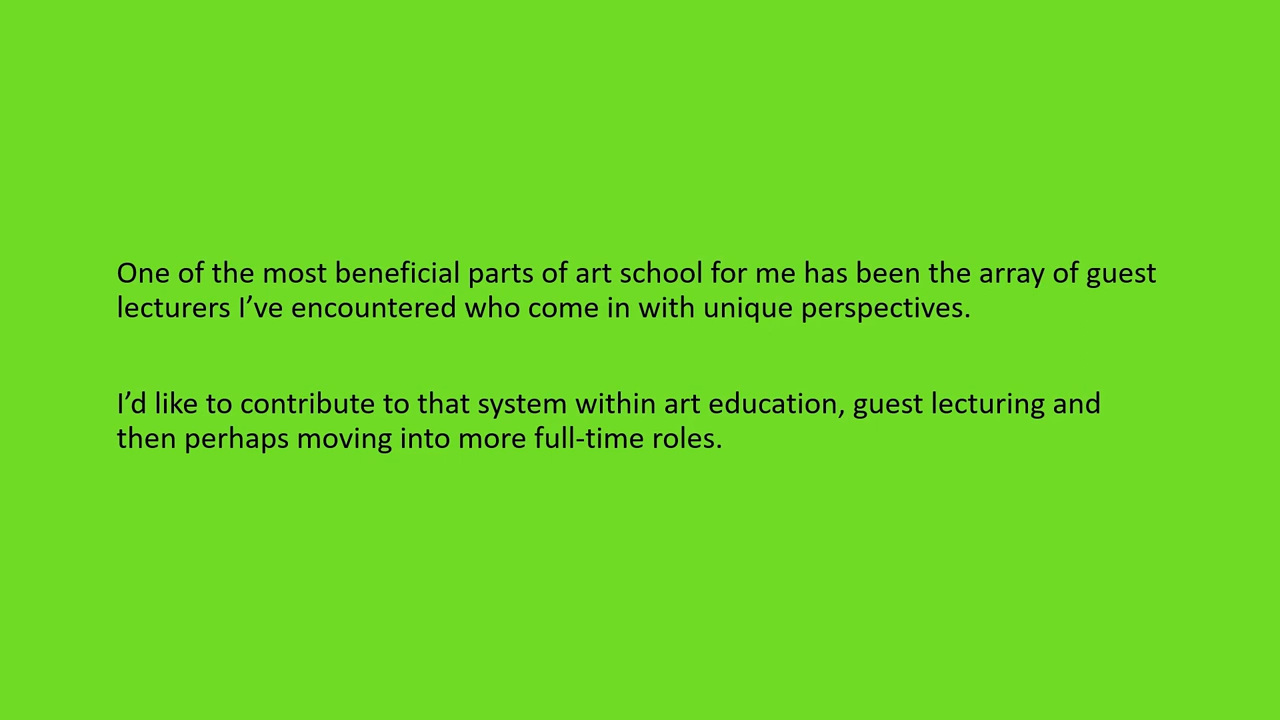 One of the most beneficial parts of art school for me has been the array of guest
lecturers I’ve encountered who come in with unique perspectives.
I’d like to contribute to that system within art education, guest lecturing and
then perhaps moving into more full-time roles.